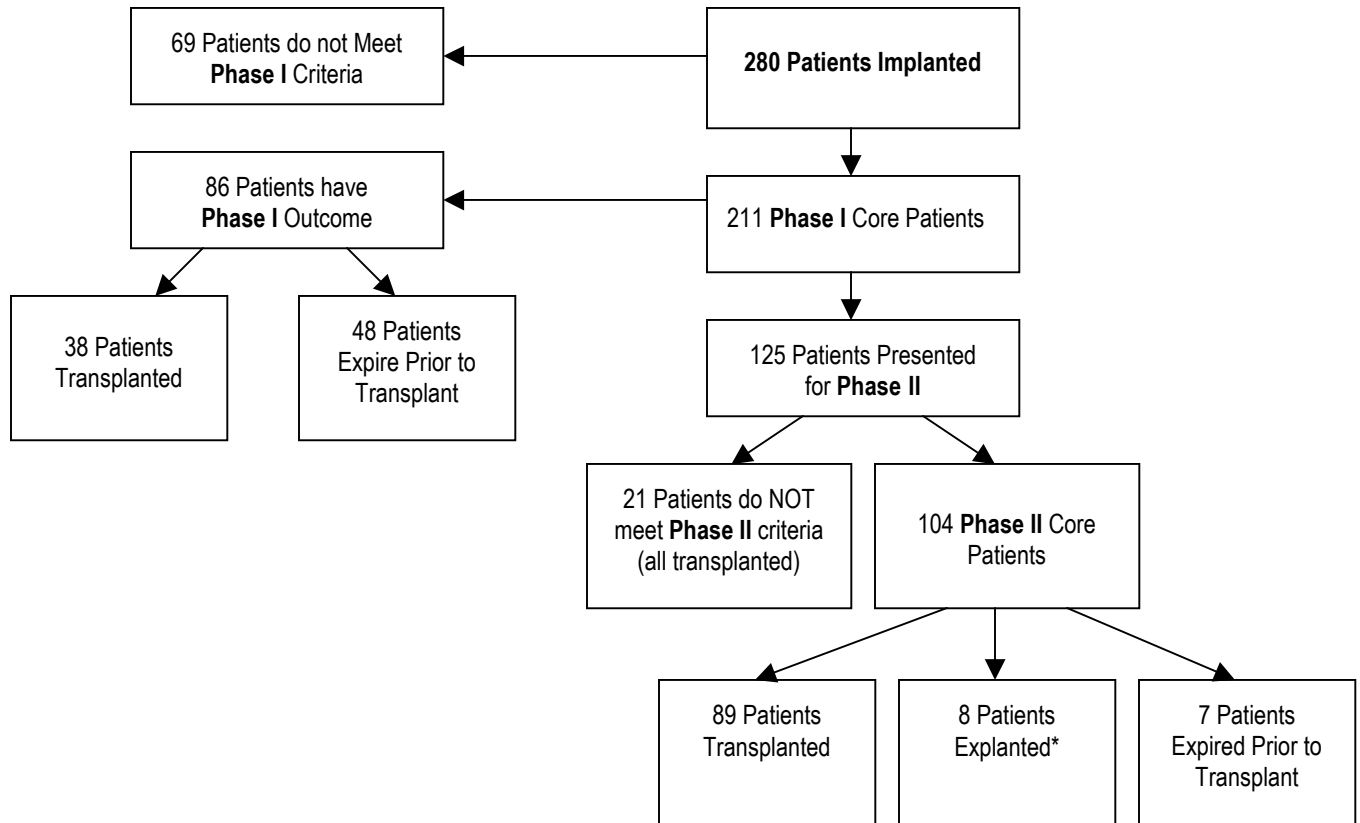 69 Patients do not Meet
Phase I Criteria
280 Patients Implanted
86 Patients have
Phase I Outcome
211 Phase I Core Patients
38 Patients
Transplanted
48 Patients
Expire Prior to
Transplant
125 Patients Presented
for Phase II
21 Patients do NOT
meet Phase II criteria
(all transplanted)
104 Phase II Core
Patients
89 Patients
Transplanted
8 Patients
Explanted*
7 Patients
Expired Prior to
Transplant